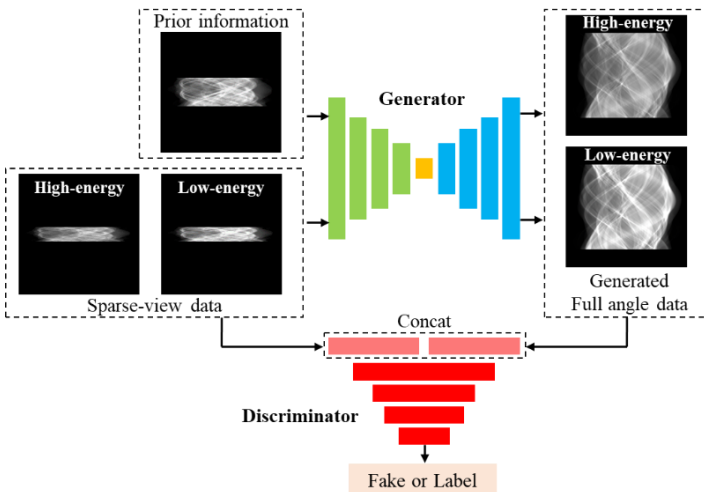 Prior information
High-energy
Low-energy
Sparse-view data
Generator
High-energy
Low-energy
Generated
Full angle data
Concat
Discriminator
Fake or Label